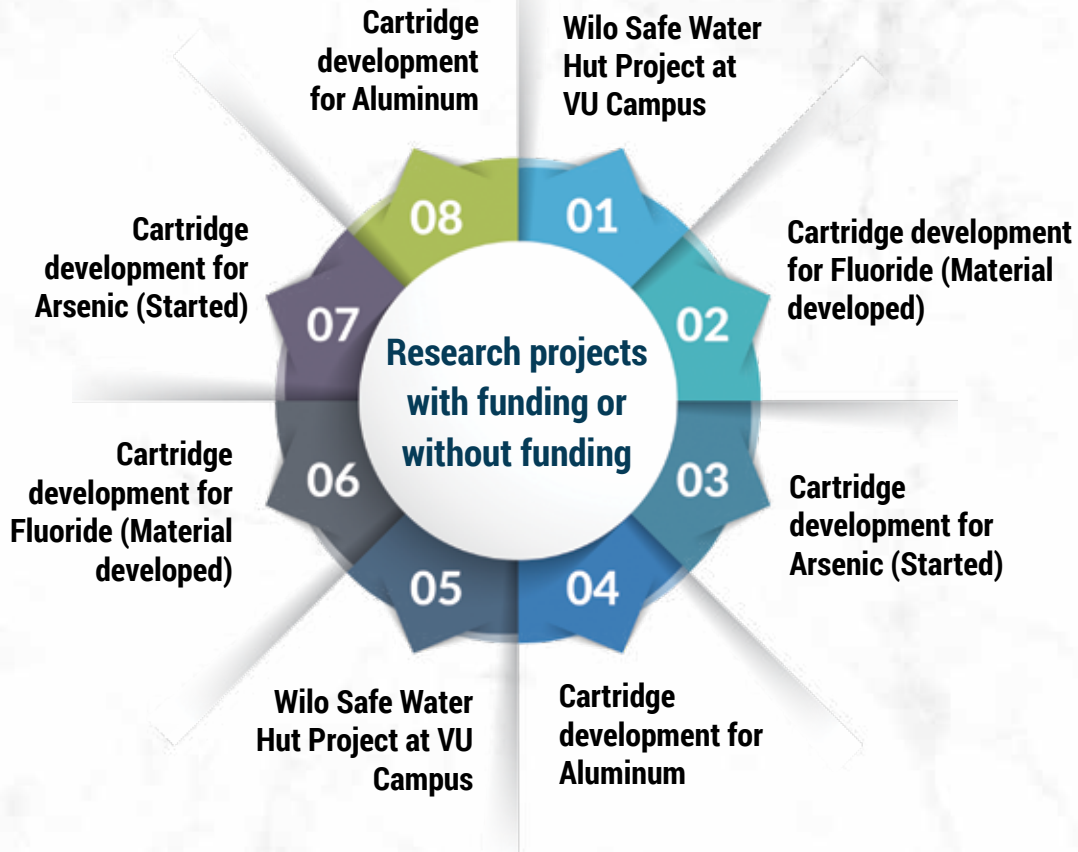 Research projects
with funding or
without funding
01
Wilo Safe Water
Hut Project at
VU Campus
02
Cartridge development
for Fluoride (Material
developed)
03
Cartridge
development for
Arsenic (Started)
04
Cartridge
development for
Aluminum
05
Wilo Safe Water
Hut Project at VU
Campus
06
Cartridge
development for
Fluoride (Material
developed)
07
Cartridge
development for
Arsenic (Started)
08
Cartridge
development
for Aluminum